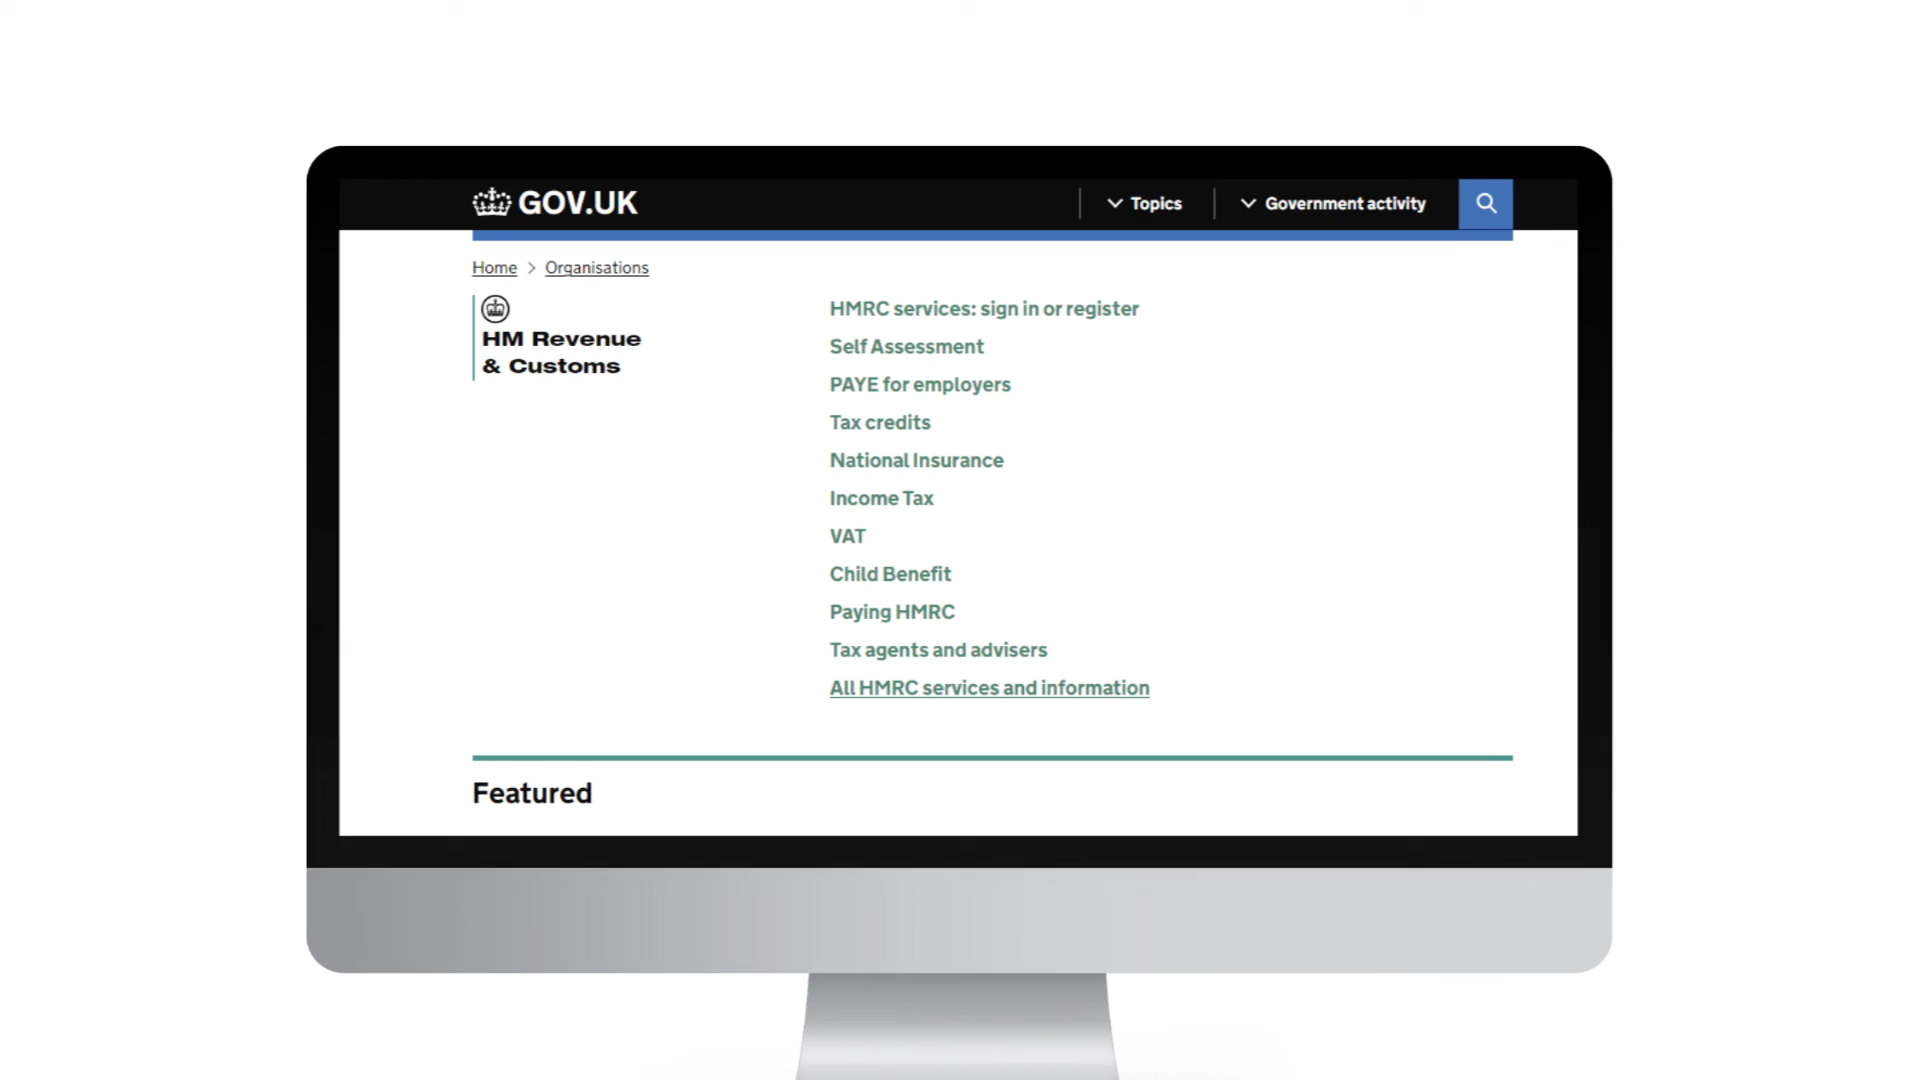 GOV.UK
Topics
Government activity
Home > Organisations
HM Revenue
& Customs
HMRC services: sign in or register
Self Assessment
PAYE for employers
Tax credits
National Insurance
Income Tax
VAT
Child Benefit
Paying HMRC
Tax agents and advisers
All HMRC services and information
Featured